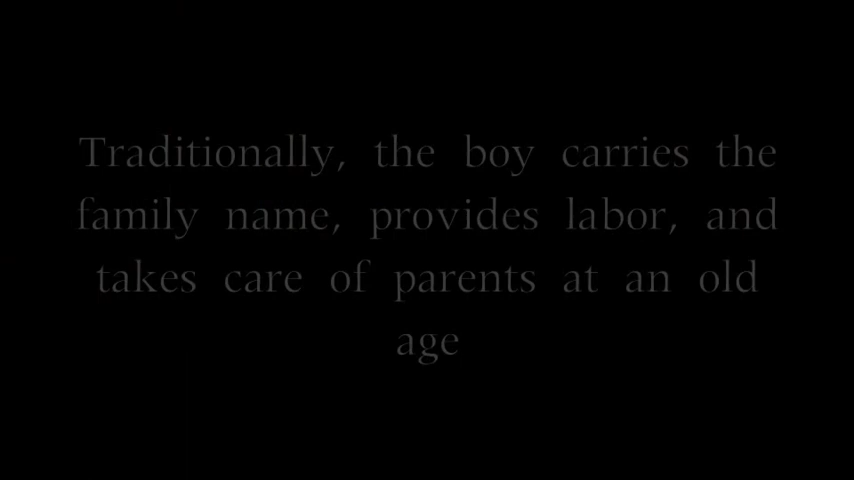 Traditionally, the boy carries the
family name, provides labor, and
takes care of parents at an old
age